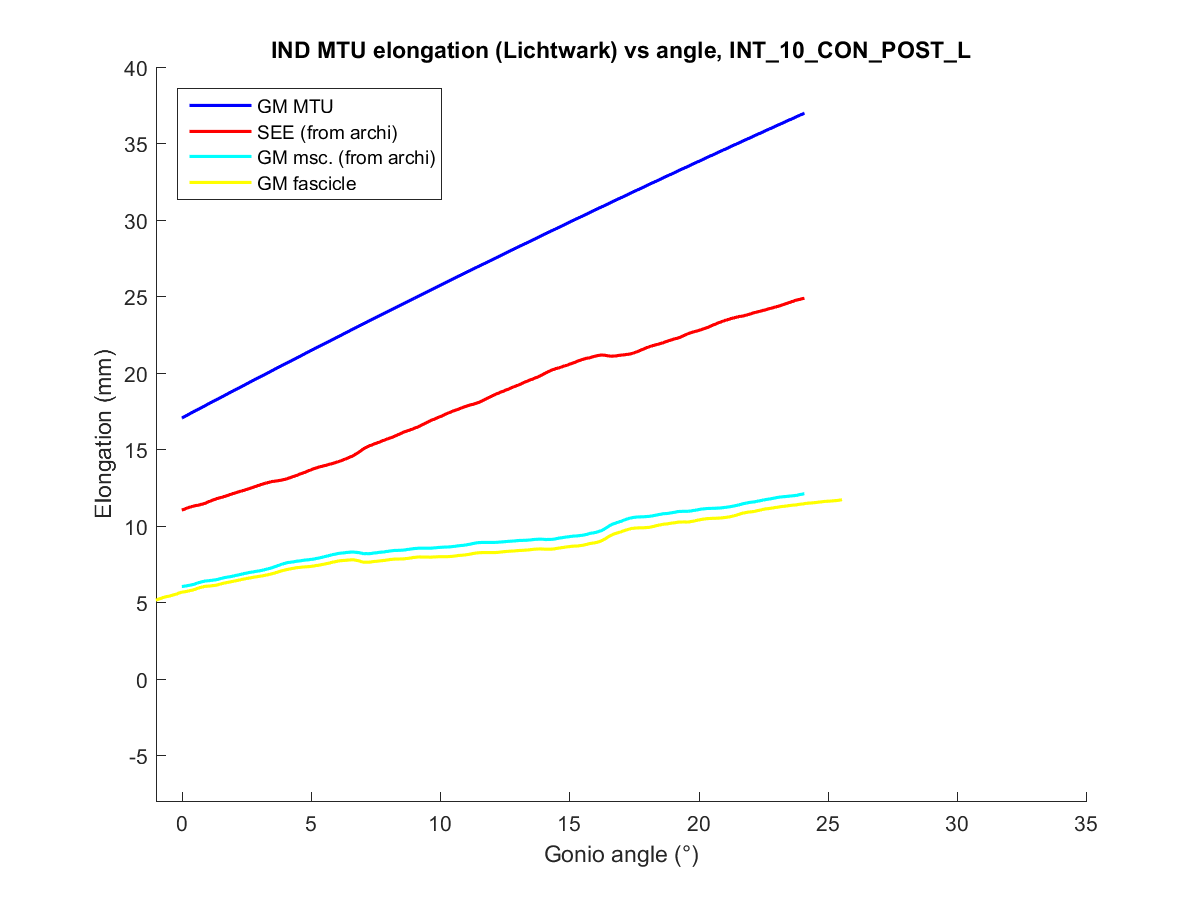 IND MTU elongation (Lichtwark) vs angle, INT_10_CON_POST_L
40
35
30
25
20
15
10
5
0
-5
Elongation (mm)
GM MTU
SEE (from archi)
GM msc. (from archi)
GM fascicle
0 5 10 15 20 25 30 35
Gonio angle (°)